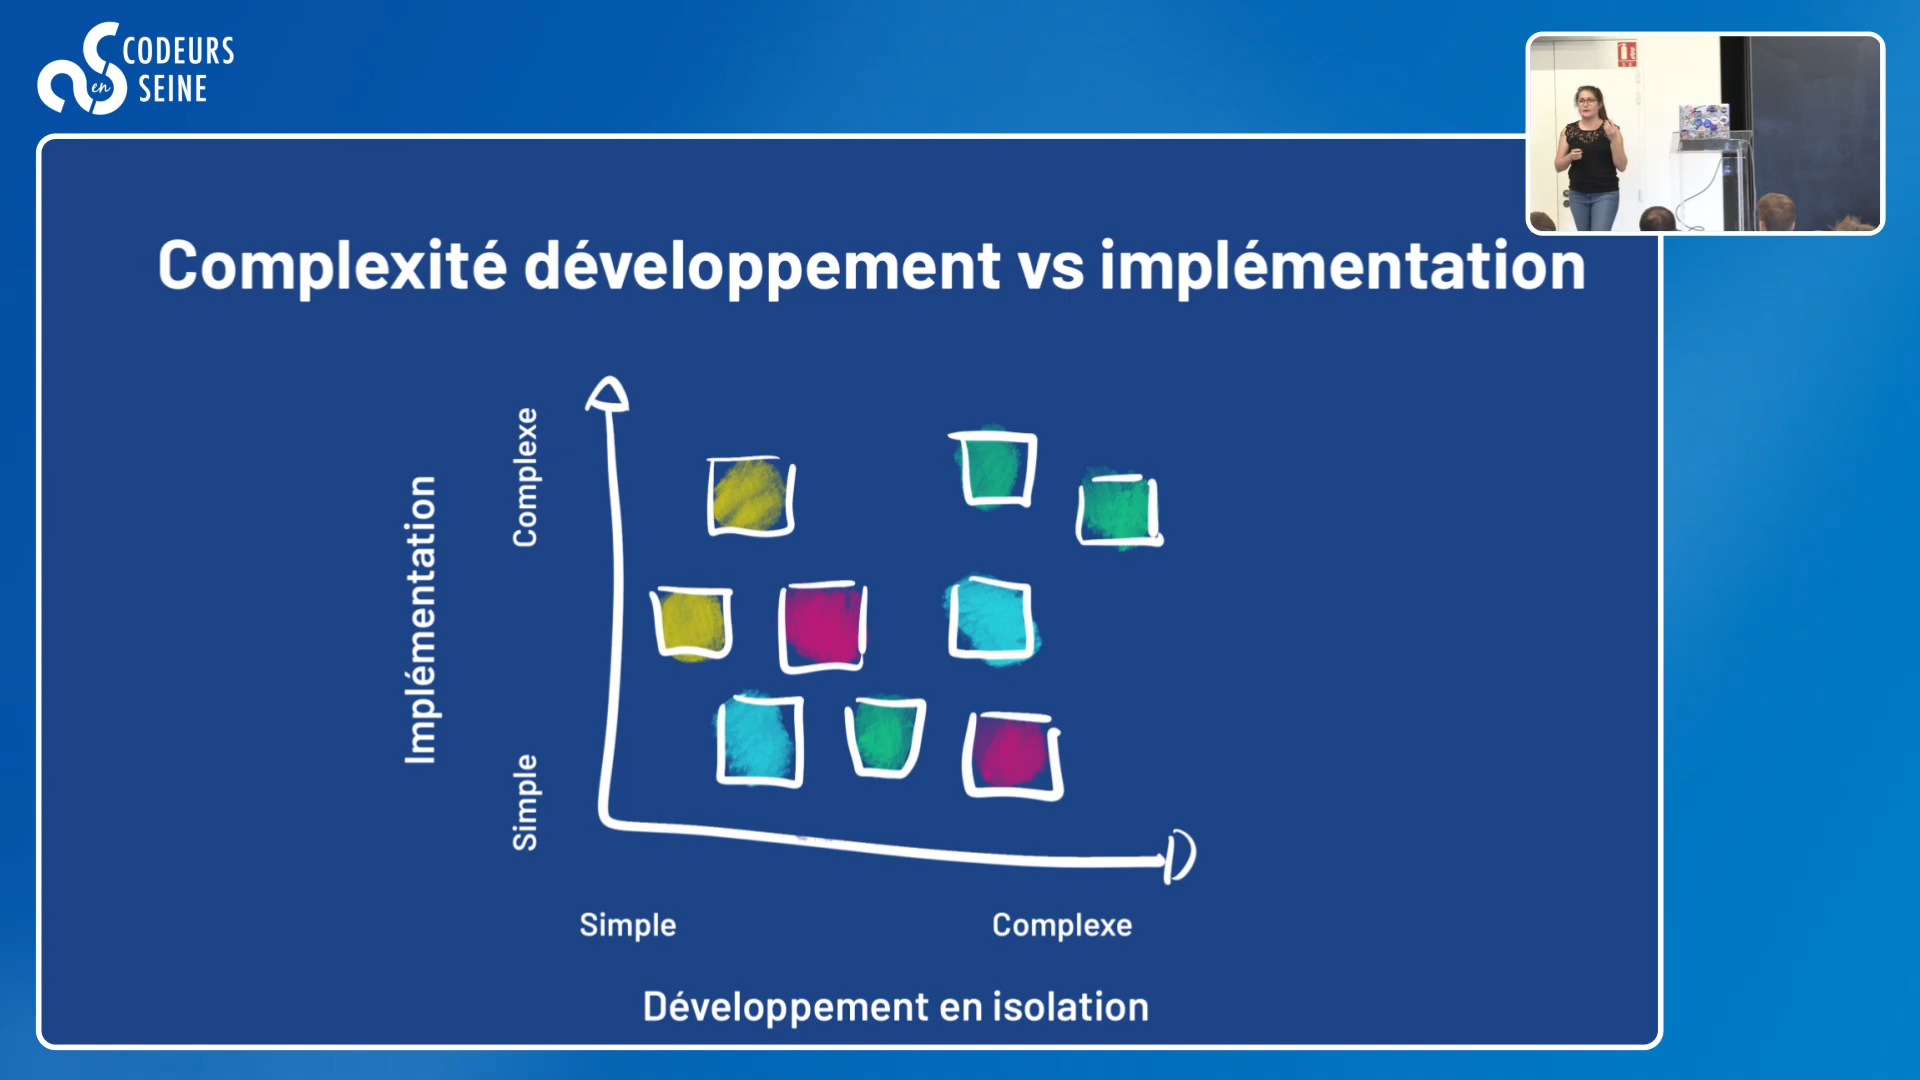 CODEURS
en
SEINE
Complexité développement vs implémentation
Implémentation
Complexe
Simple
Simple
Complexe
Développement en isolation